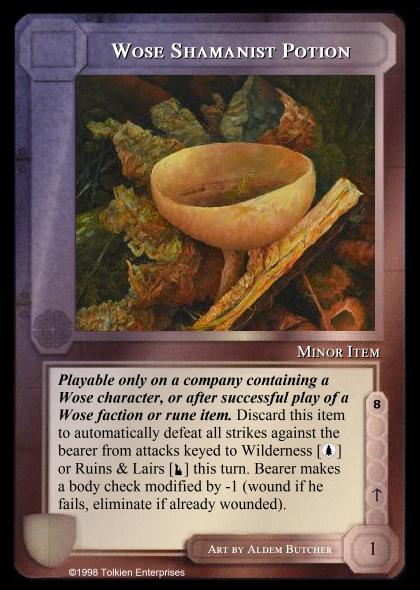 Wose Shamanist Potion
Minor Item
Playable only on a company containing a
Wose character, or after successful play of a
Wose faction or rune item. Discard this item
to automatically defeat all strikes against the
bearer from attacks keyed to Wilderness [ ]
or Ruins & Lairs [ ] this turn. Bearer makes
a body check modified by -1 (wound if he
fails, eliminate if already wounded).
8
Art by Aldem Butcher
1
©1998 Tolkien Enterprises